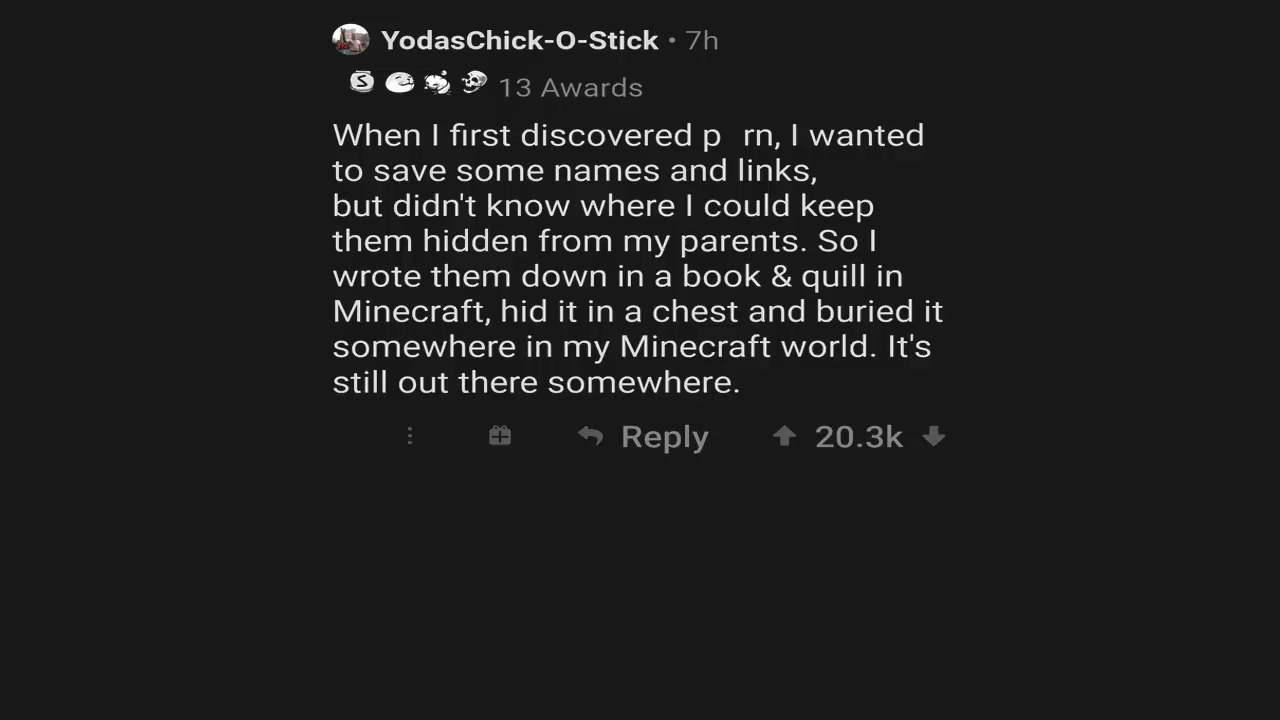 YodasChick-O-Stick • 7h
13 Awards
When I first discovered p rn, I wanted
to save some names and links,
but didn't know where I could keep
them hidden from my parents. So I
wrote them down in a book & quill in
Minecraft, hid it in a chest and buried it
somewhere in my Minecraft world. It's
still out there somewhere.
Reply 20.3k